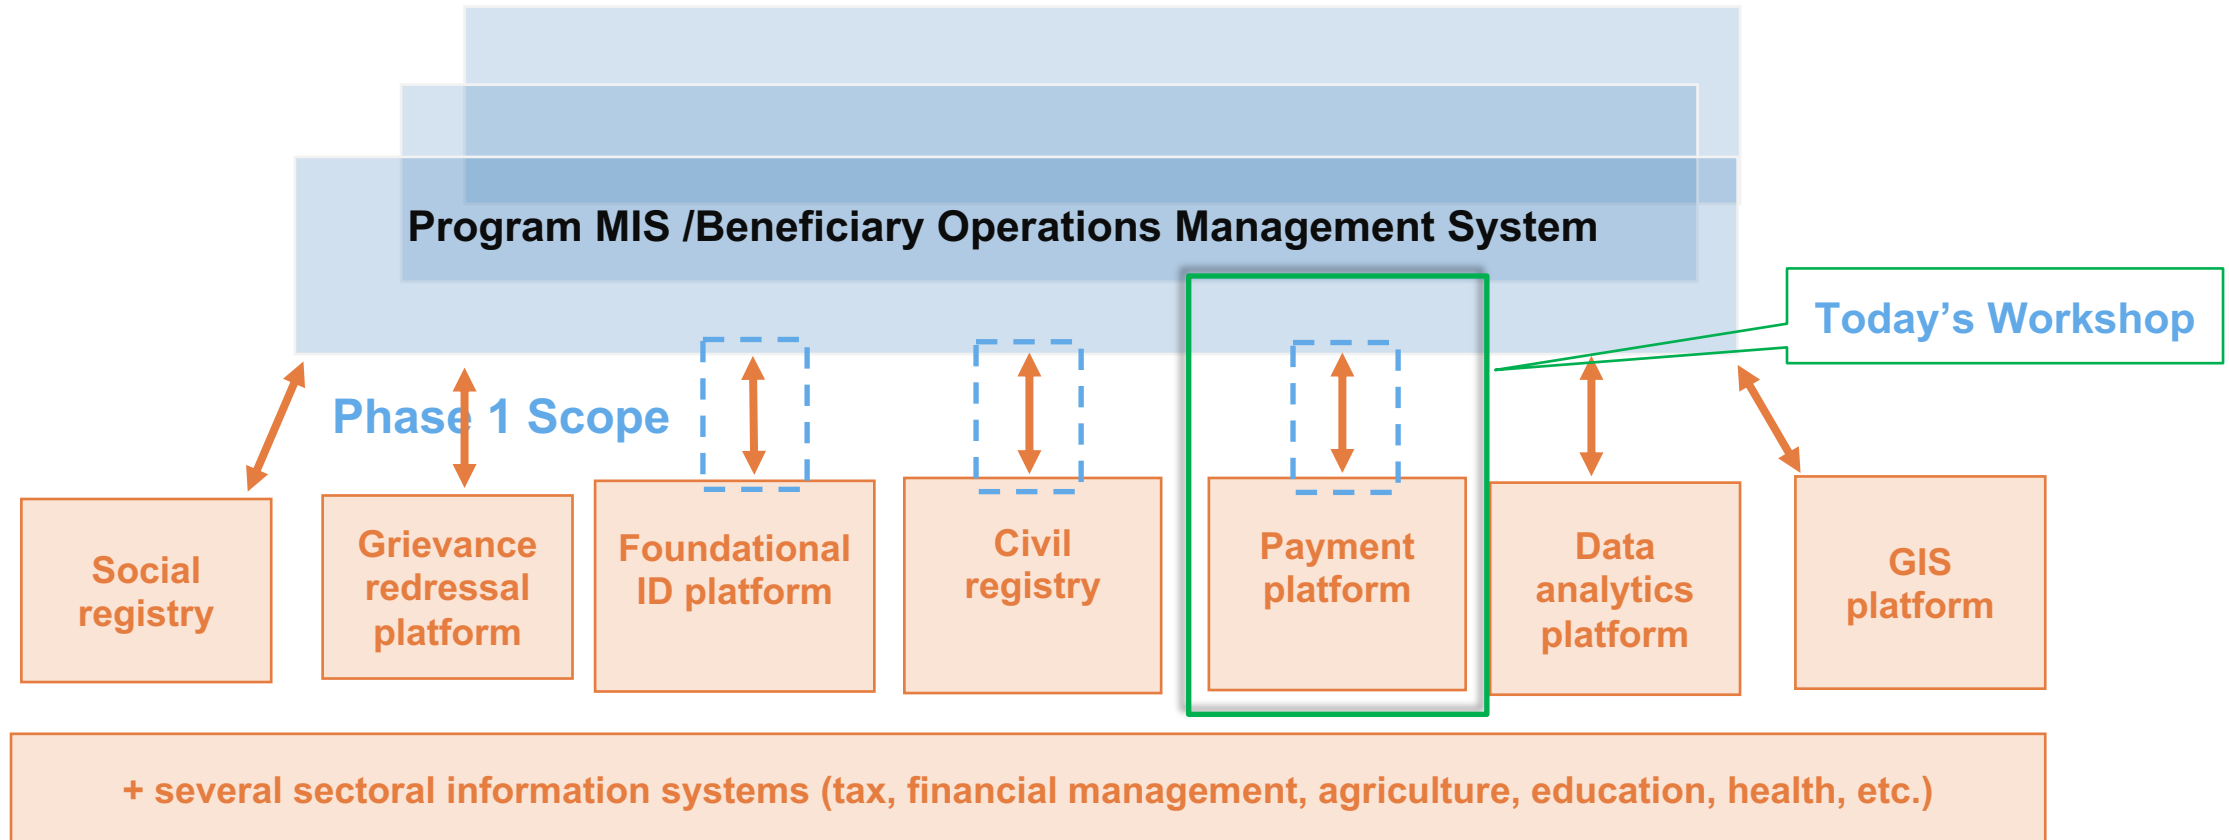 Program MIS /Beneficiary Operations Management System
Today’s Workshop
Phase 1 Scope
Social
registry
Grievance
redressal
platform
Foundational
ID platform
Civil
registry
Payment
platform
Data
analytics
platform
GIS
platform
+ several sectoral information systems (tax, financial management, agriculture, education, health, etc.)